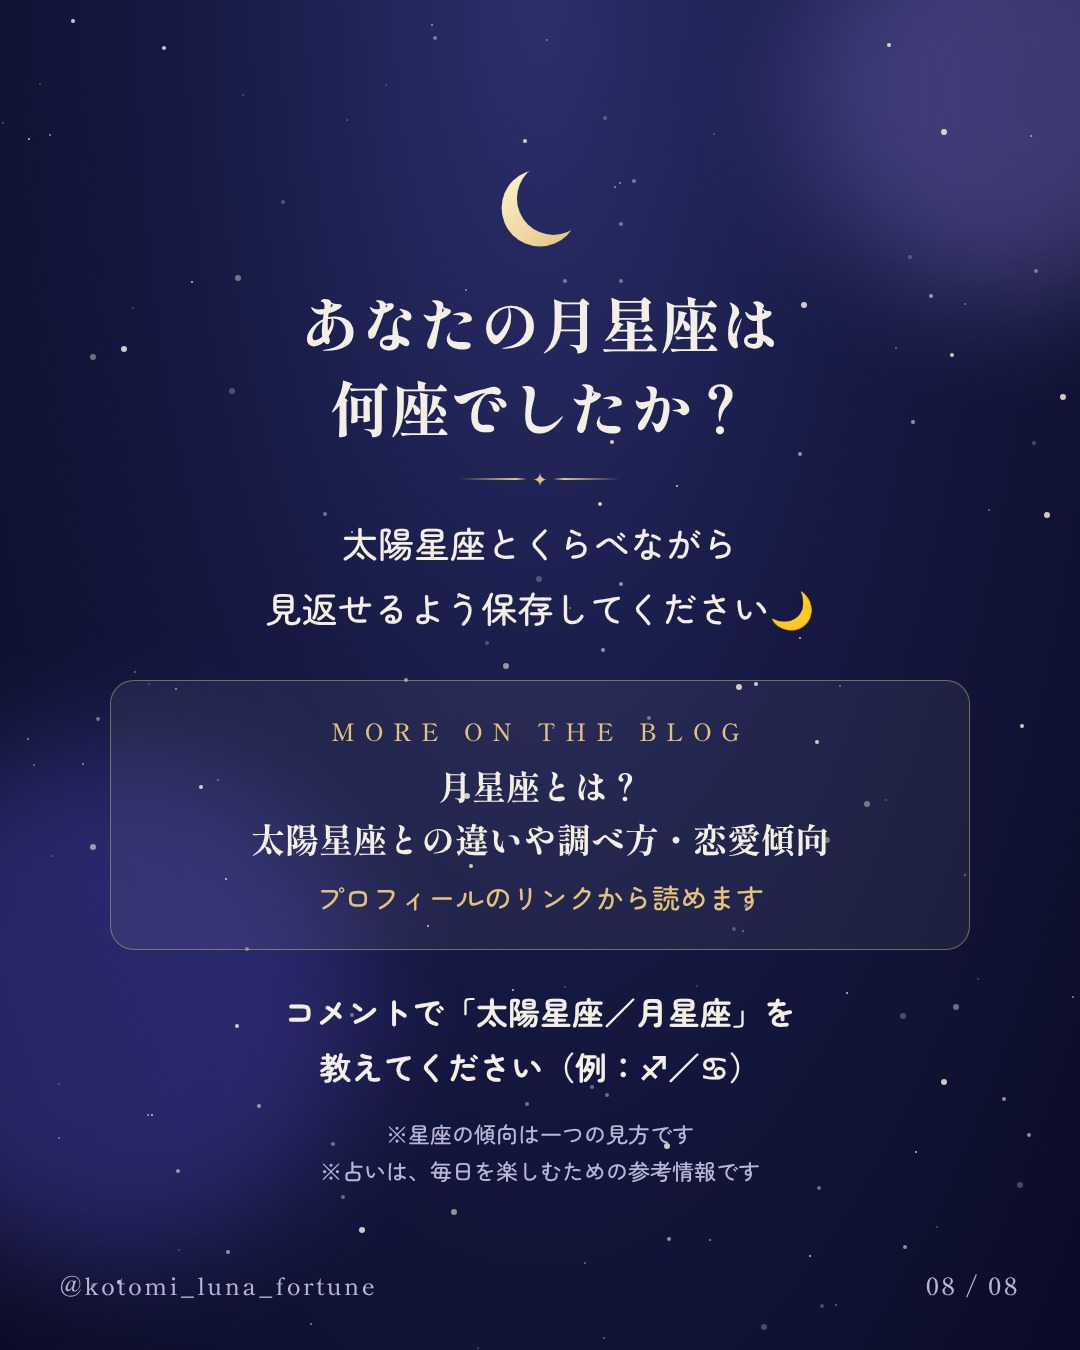 あなたの月星座は
何座でしたか？
太陽星座とくらべながら
見返せるよう保存してください🌙
MORE ON THE BLOG
月星座とは？
太陽星座との違いや調べ方・恋愛傾向
プロフィールのリンクから読めます
コメントで「太陽星座／月星座」を
教えてください（例：♐／♋）
※星座の傾向は一つの見方です
※占いは、毎日を楽しむための参考情報です
@kotomi_luna_fortune
08 / 08